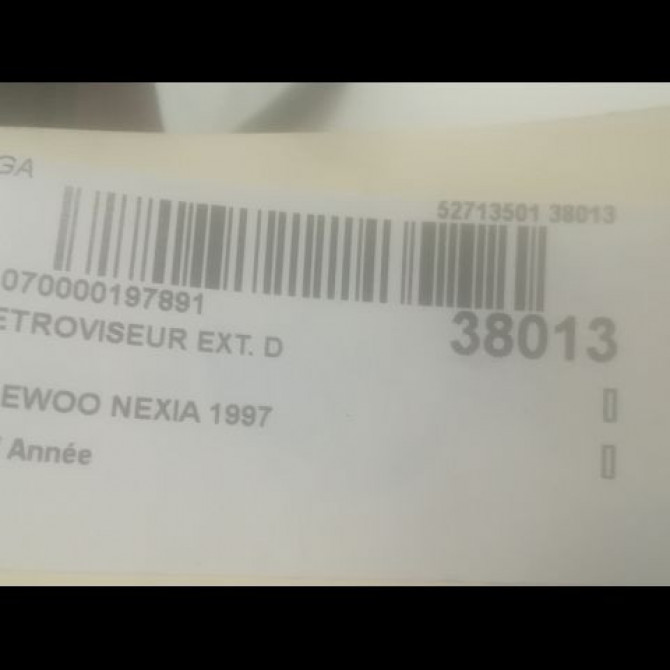 GA
52713501 38013
070000197891
ETROVISEUR EXT. D
38013
EWOO NEXIA 1997
Année